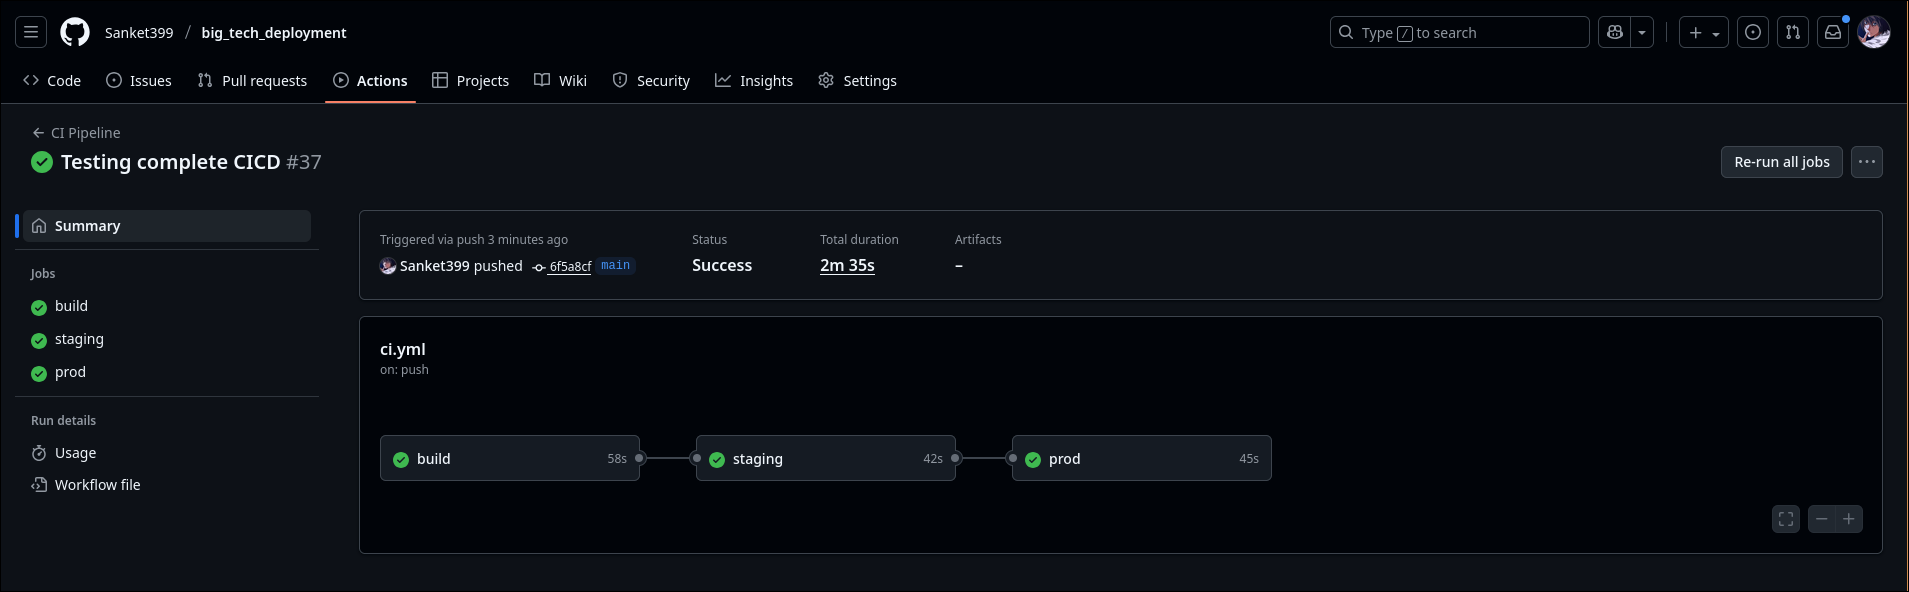 Sanket399 / big_tech_deployment
Type / to search
Code
Issues
Pull requests
Actions
Projects
Wiki
Security
Insights
Settings
CI Pipeline
Testing complete CICD #37
Re-run all jobs
Summary
Jobs
build
staging
prod
Run details
Usage
Workflow file
Triggered via push 3 minutes ago
Sanket399 pushed 6f5a8cf main
Status
Success
Total duration
2m 35s
Artifacts
–
ci.yml
on: push
build 58s
staging 42s
prod 45s